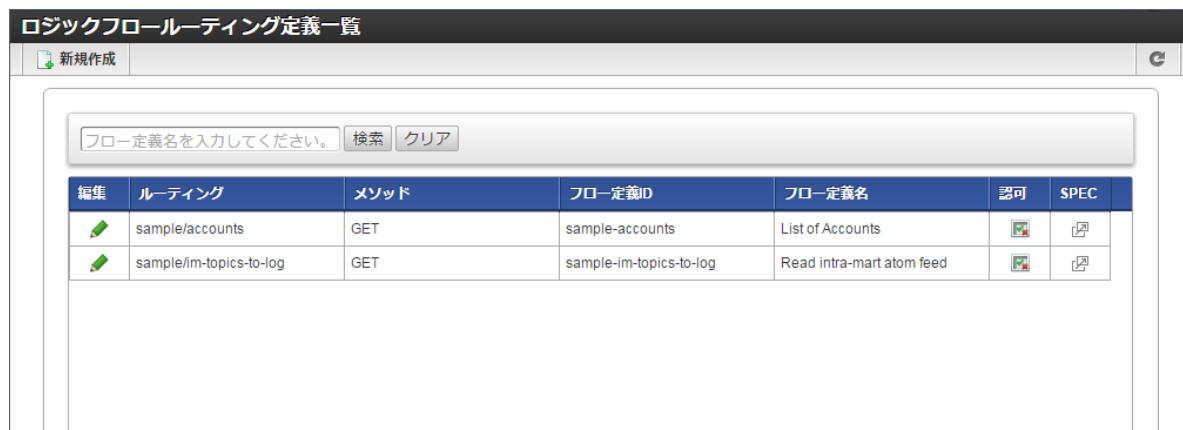 ロジックフロールーティング定義一覧
新規作成
フロー定義名を入力してください。 検索 クリア
編集 ルーティング メソッド フロー定義ID フロー定義名 認可 SPEC
sample/accounts GET sample-accounts List of Accounts
sample/im-topics-to-log GET sample-im-topics-to-log Read intra-mart atom feed